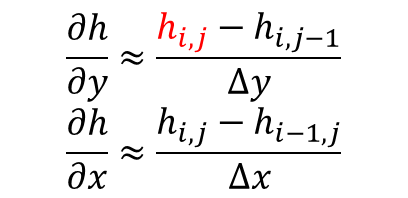 ∂h/∂y ≈ (h_{i,j} − h_{i,j−1})/Δy
∂h/∂x ≈ (h_{i,j} − h_{i−1,j})/Δx